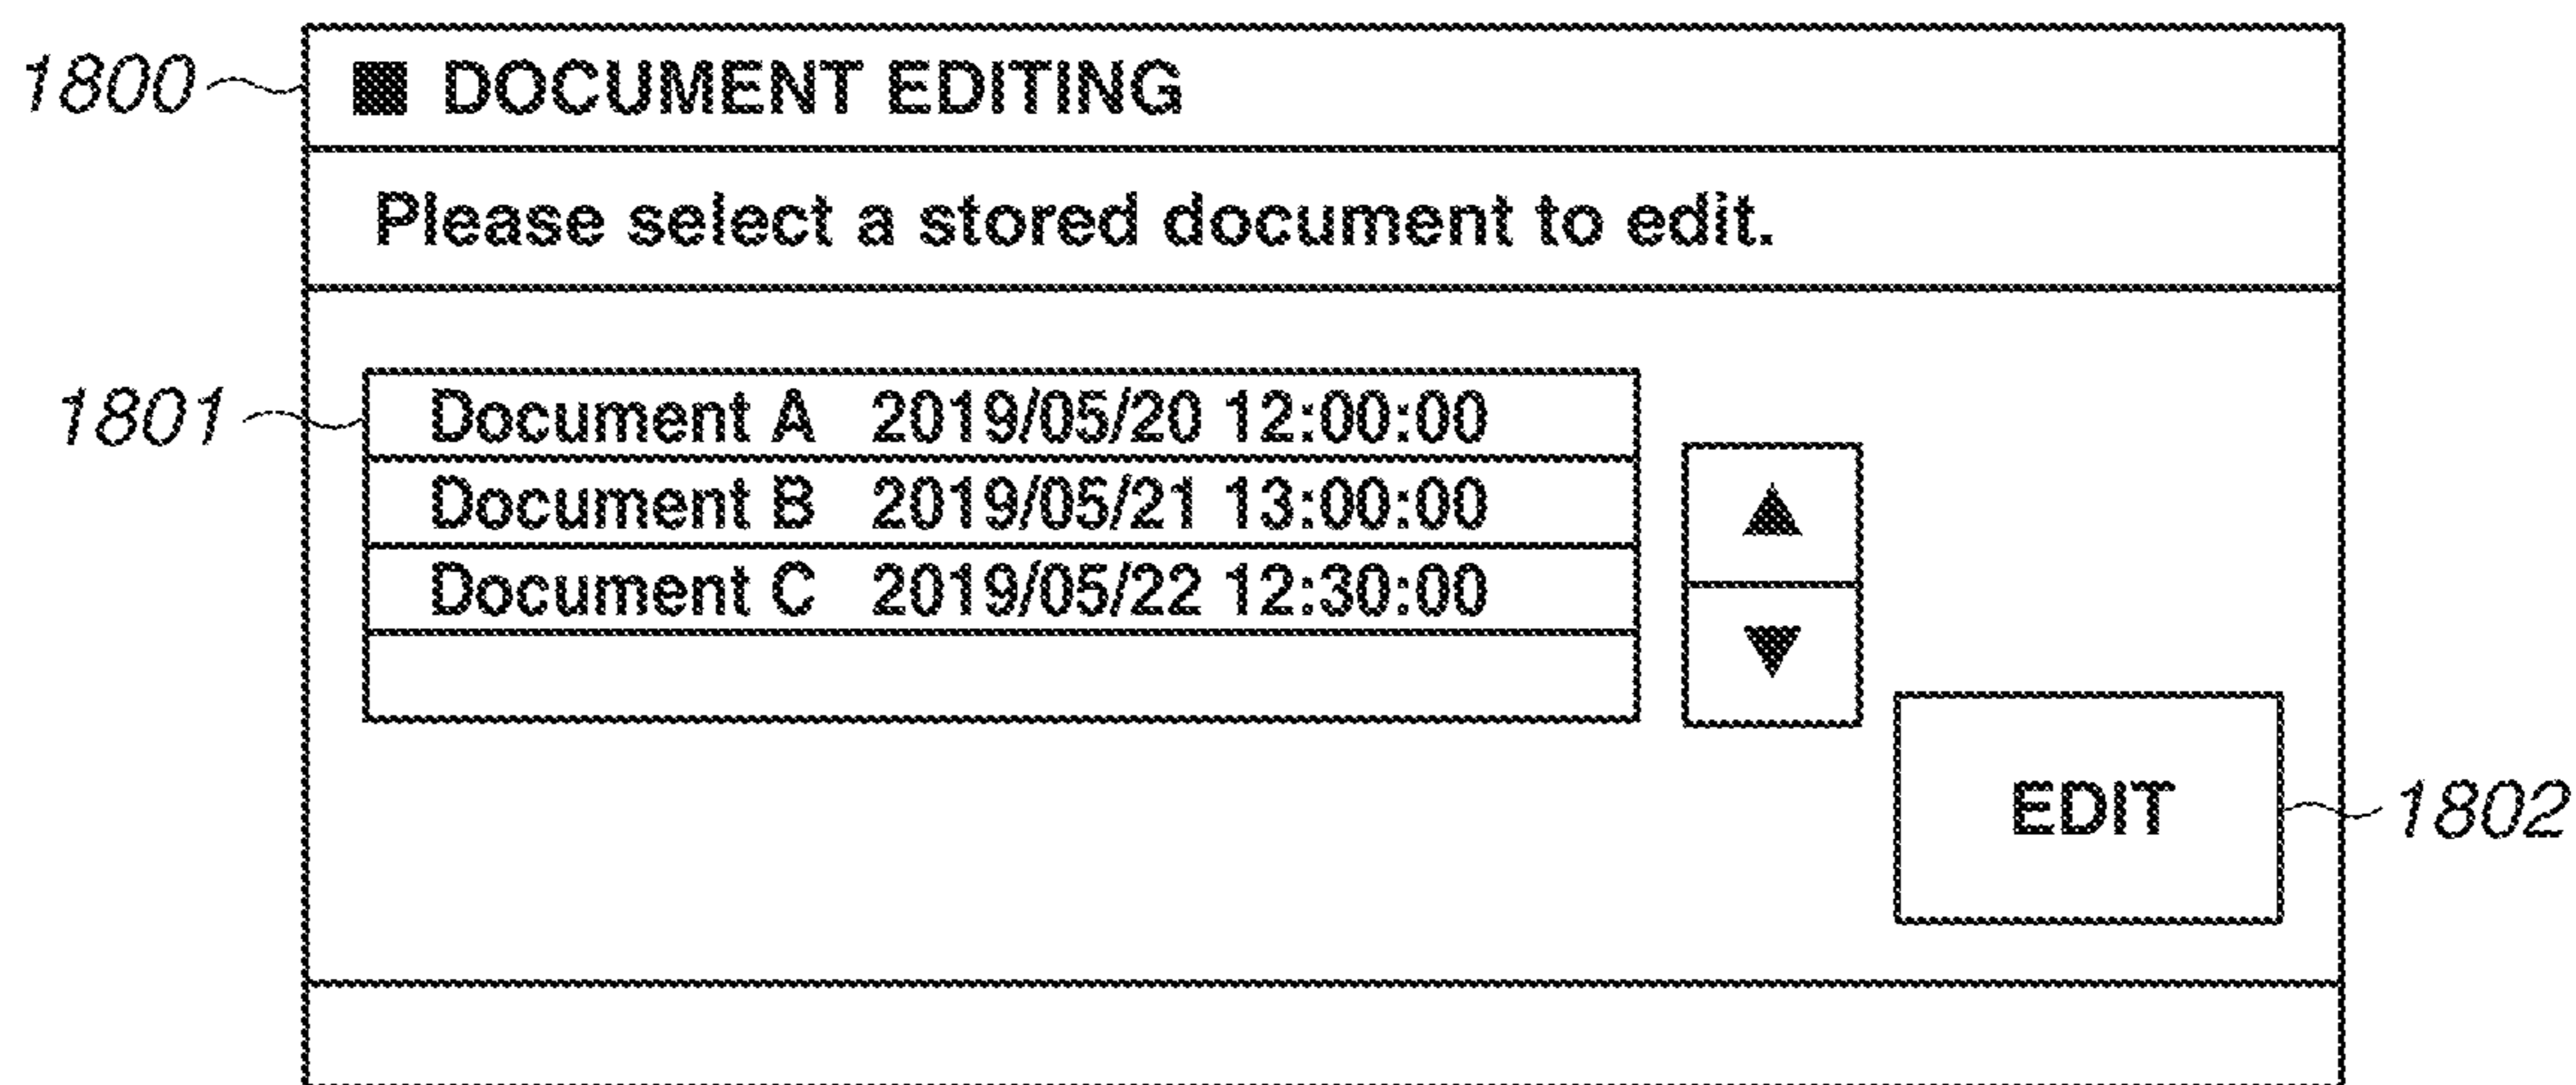 1800
■ DOCUMENT EDITING
Please select a stored document to edit.
1801
Document A 2019/05/20 12:00:00
Document B 2019/05/21 13:00:00
Document C 2019/05/22 12:30:00
▲
▼
EDIT
1802